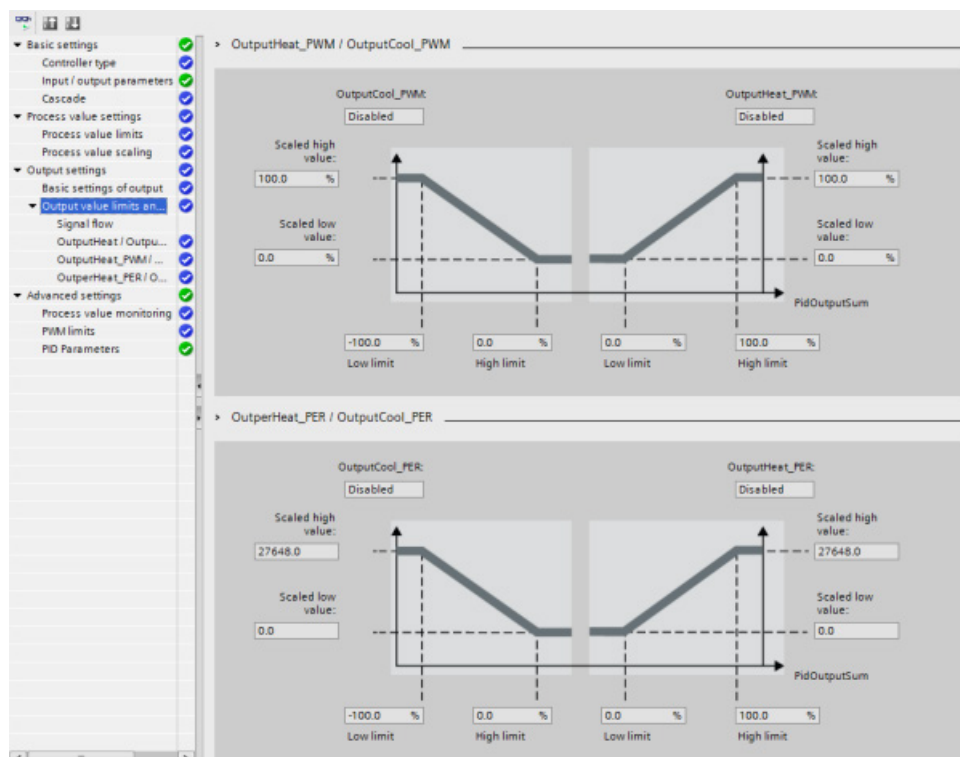 Basic settings
Controller type
Input / output parameters
Cascade
Process value settings
Process value limits
Process value scaling
Output settings
Basic settings of output
Output value limits an...
Signal flow
OutputHeat / Outpu...
OutputHeat_PWM / ...
OutperHeat_PER / O...
Advanced settings
Process value monitoring
PWM limits
PID Parameters
OutputHeat_PWM / OutputCool_PWM
OutputCool_PWM:
OutputHeat_PWM:
Disabled
Disabled
Scaled high
value:
Scaled high
value:
100.0 %
100.0 %
Scaled low
value:
Scaled low
value:
0.0 %
0.0 %
PidOutputSum
-100.0 %
0.0 %
0.0 %
100.0 %
Low limit
High limit
Low limit
High limit
OutperHeat_PER / OutputCool_PER
OutputCool_PER:
OutputHeat_PER:
Disabled
Disabled
Scaled high
value:
Scaled high
value:
27648.0
27648.0
Scaled low
value:
Scaled low
value:
0.0
0.0
PidOutputSum
-100.0 %
0.0 %
0.0 %
100.0 %
Low limit
High limit
Low limit
High limit